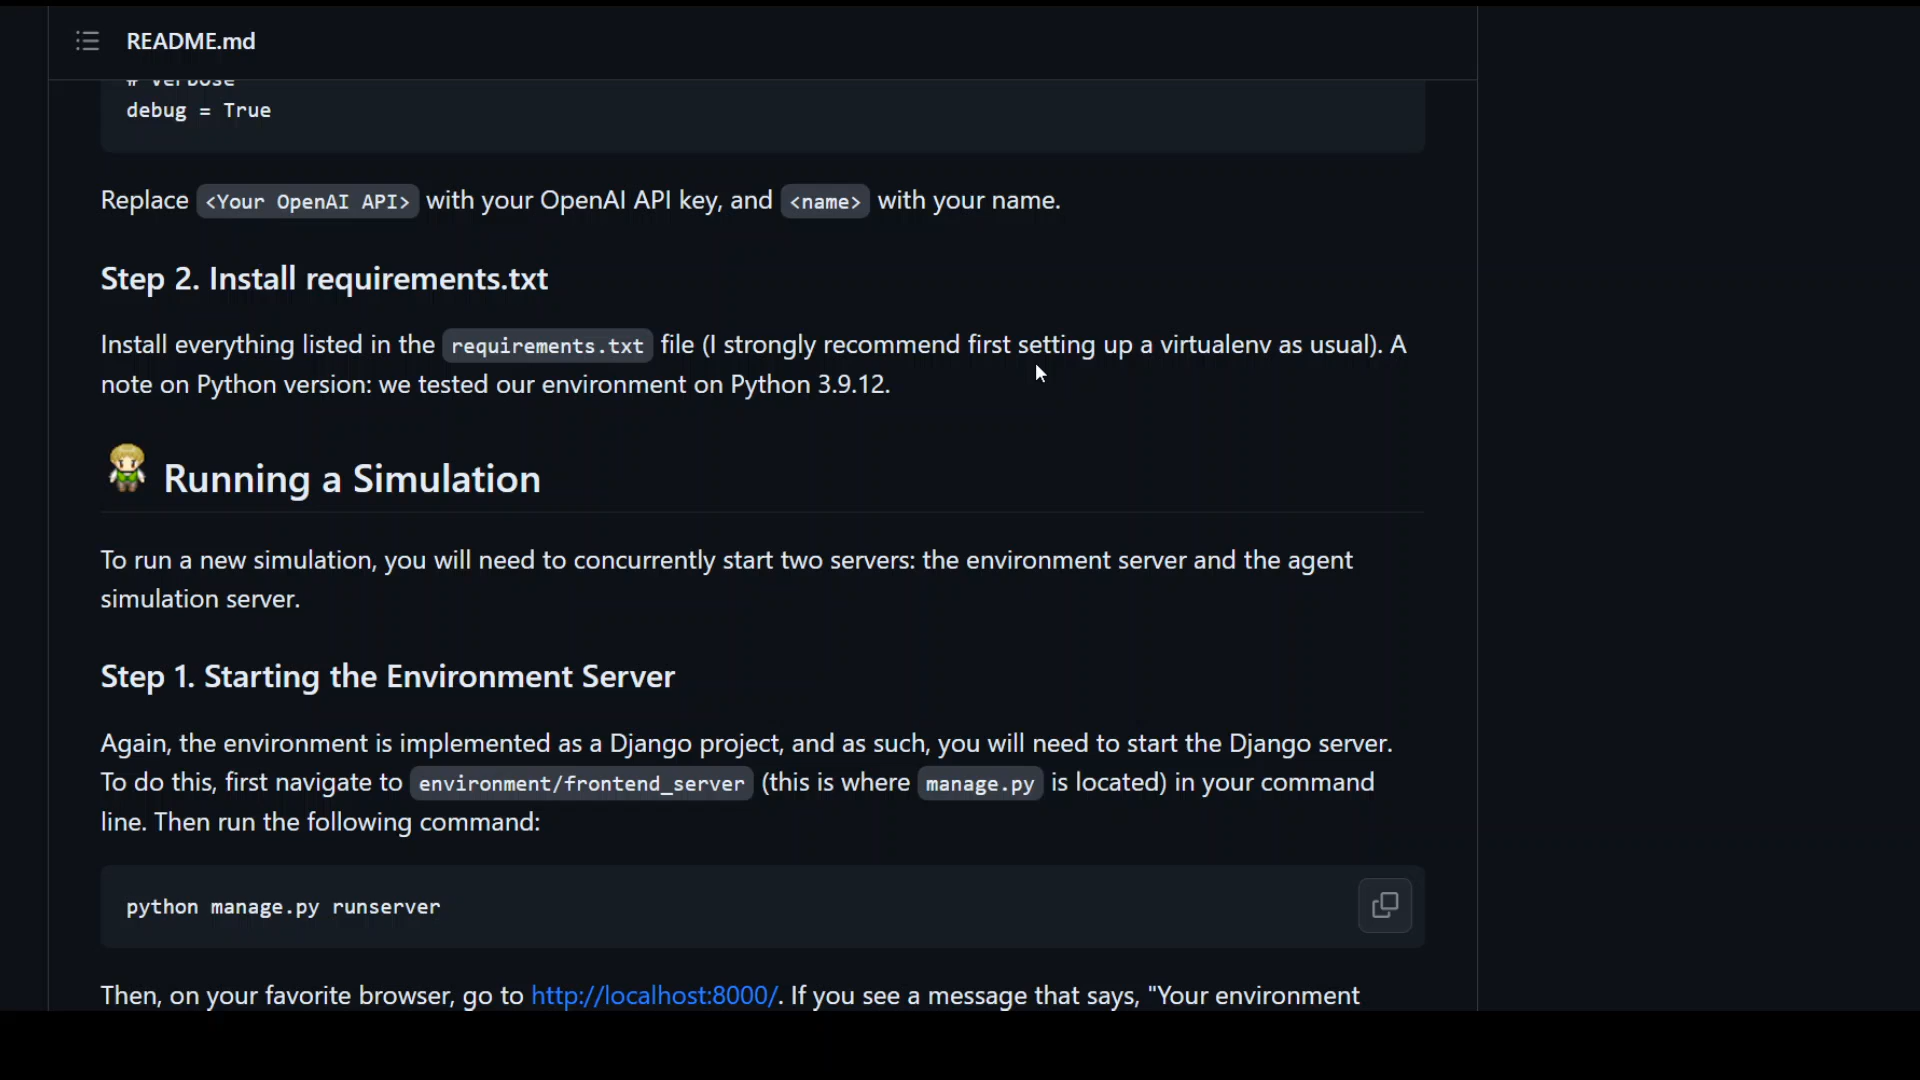 README.md
# Verbose
debug = True
Replace <Your OpenAI API> with your OpenAI API key, and <name> with your name.
Step 2. Install requirements.txt
Install everything listed in the requirements.txt file (I strongly recommend first setting up a virtualenv as usual). A
note on Python version: we tested our environment on Python 3.9.12.
Running a Simulation
To run a new simulation, you will need to concurrently start two servers: the environment server and the agent
simulation server.
Step 1. Starting the Environment Server
Again, the environment is implemented as a Django project, and as such, you will need to start the Django server.
To do this, first navigate to environment/frontend_server (this is where manage.py is located) in your command
line. Then run the following command:
python manage.py runserver
Then, on your favorite browser, go to http://localhost:8000/. If you see a message that says, "Your environment